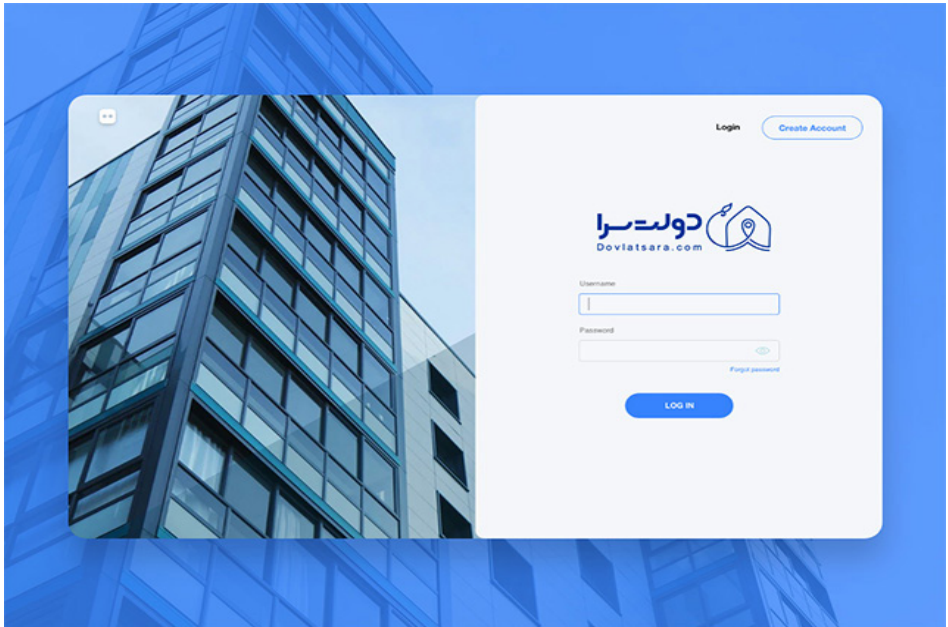 Login
Create Account
دولت سرا
Dovlatsara.com
Username
Password
Forgot password
LOG IN